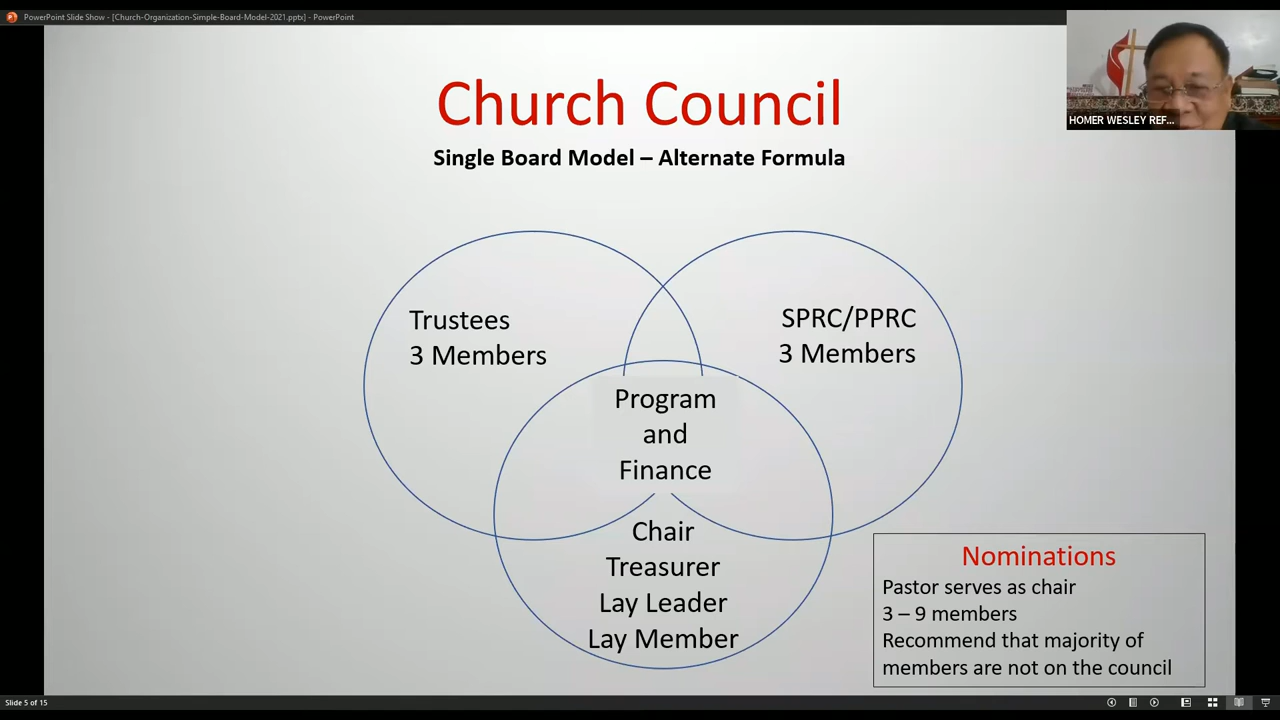 PowerPoint Slide Show - [Church-Organization-Simple-Board-Model-2021.pptx] - PowerPoint
HOMER WESLEY REF...
Church Council
Single Board Model – Alternate Formula
Trustees
3 Members
SPRC/PPRC
3 Members
Program
and
Finance
Chair
Treasurer
Lay Leader
Lay Member
Nominations
Pastor serves as chair
3 – 9 members
Recommend that majority of
members are not on the council
Slide 5 of 15